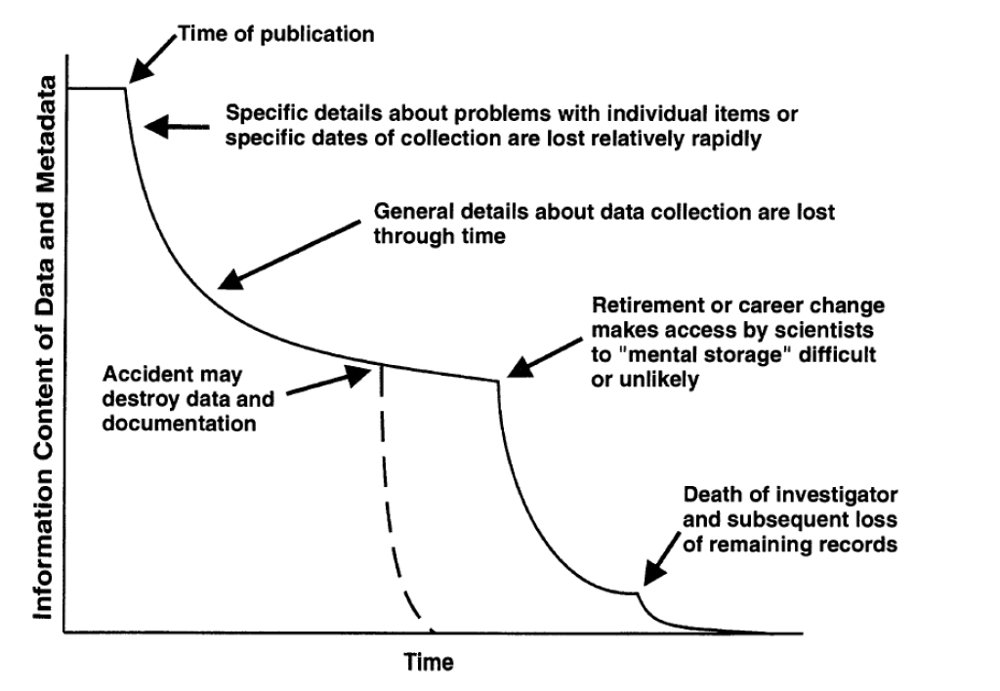 Time of publication
Specific details about problems with individual items or
specific dates of collection are lost relatively rapidly
General details about data collection are lost
through time
Retirement or career change
makes access by scientists
to "mental storage" difficult
or unlikely
Accident may
destroy data and
documentation
Death of investigator
and subsequent loss
of remaining records
Information Content of Data and Metadata
Time